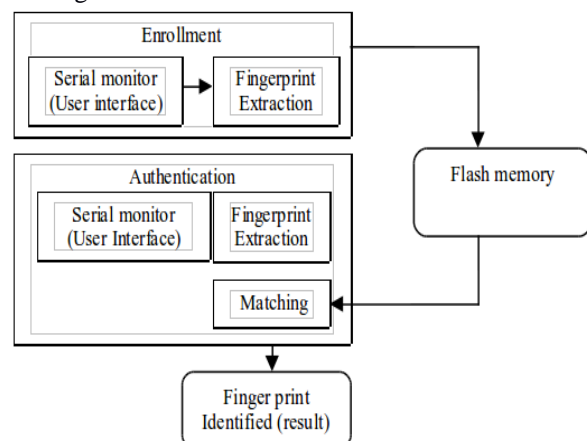 Enrollment
Serial monitor
(User interface)
Fingerprint
Extraction
Flash memory
Authentication
Serial monitor
(User Interface)
Fingerprint
Extraction
Matching
Finger print
Identified (result)